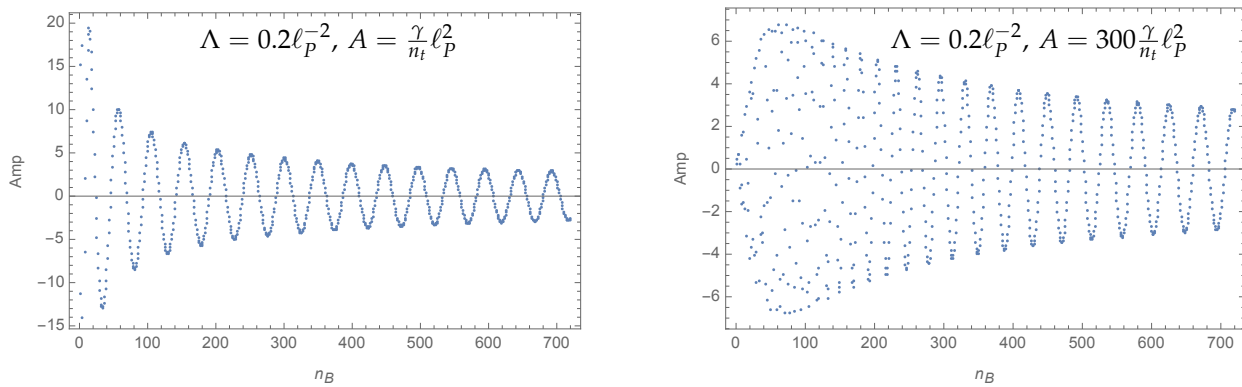 Λ = 0.2ℓ_P^{-2}, A = \frac{γ}{n_t}ℓ_P^2
20
15
10
5
0
-5
-10
-15
Amp
0 100 200 300 400 500 600 700
n_B
Λ = 0.2ℓ_P^{-2}, A = 300\frac{γ}{n_t}ℓ_P^2
6
4
2
0
-2
-4
-6
Amp
0 100 200 300 400 500 600 700
n_B